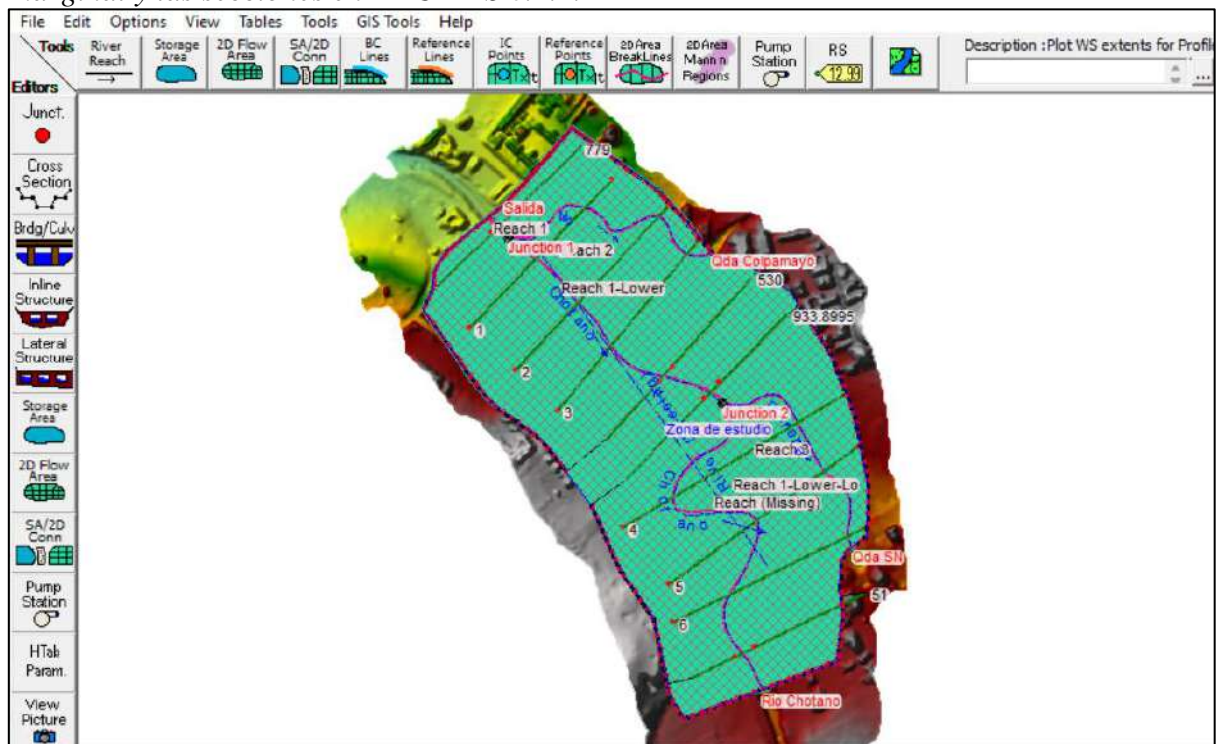 File Edit Options View Tables Tools GIS Tools Help
Tools
Editors
River Reach
Storage Area
2D Flow Area
SA/2D Conn
BC Lines
Reference Lines
IC Points
Reference Points
2D Area BreakLines
2D Area Mann n Regions
Pump Station
RS
12.99
Description :Plot WS extents for Profil
...
Junct.
Cross Section
Brdg/Culv
Inline Structure
Lateral Structure
Storage Area
2D Flow Area
SA/2D Conn
Pump Station
HTab Param.
View Picture
779
Salida
Reach 1
Junction 1
ach 2
Qda Colpamayo
530
Reach 1-Lower
933.8995
1
2
3
Junction 2
Zona de estudio
Reach 3
Reach 1-Lower-Lo
Reach (Missing)
4
Qda SN
5
51
6
Rio Chotano